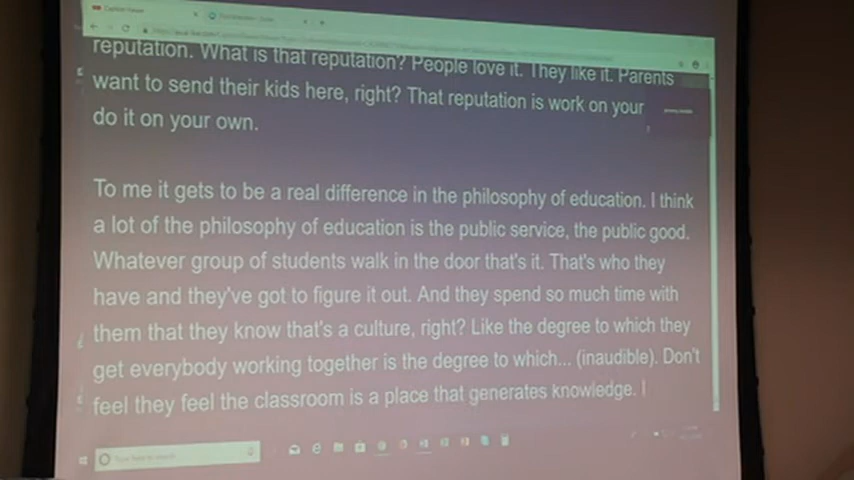 reputation. What is that reputation? People love it. They like it. Parents
want to send their kids here, right? That reputation is work on your
do it on your own.
To me it gets to be a real difference in the philosophy of education. I think
a lot of the philosophy of education is the public service, the public good.
Whatever group of students walk in the door that's it. That's who they
have and they've got to figure it out. And they spend so much time with
them that they know that's a culture, right? Like the degree to which they
get everybody working together is the degree to which... (inaudible). Don't
feel they feel the classroom is a place that generates knowledge. I